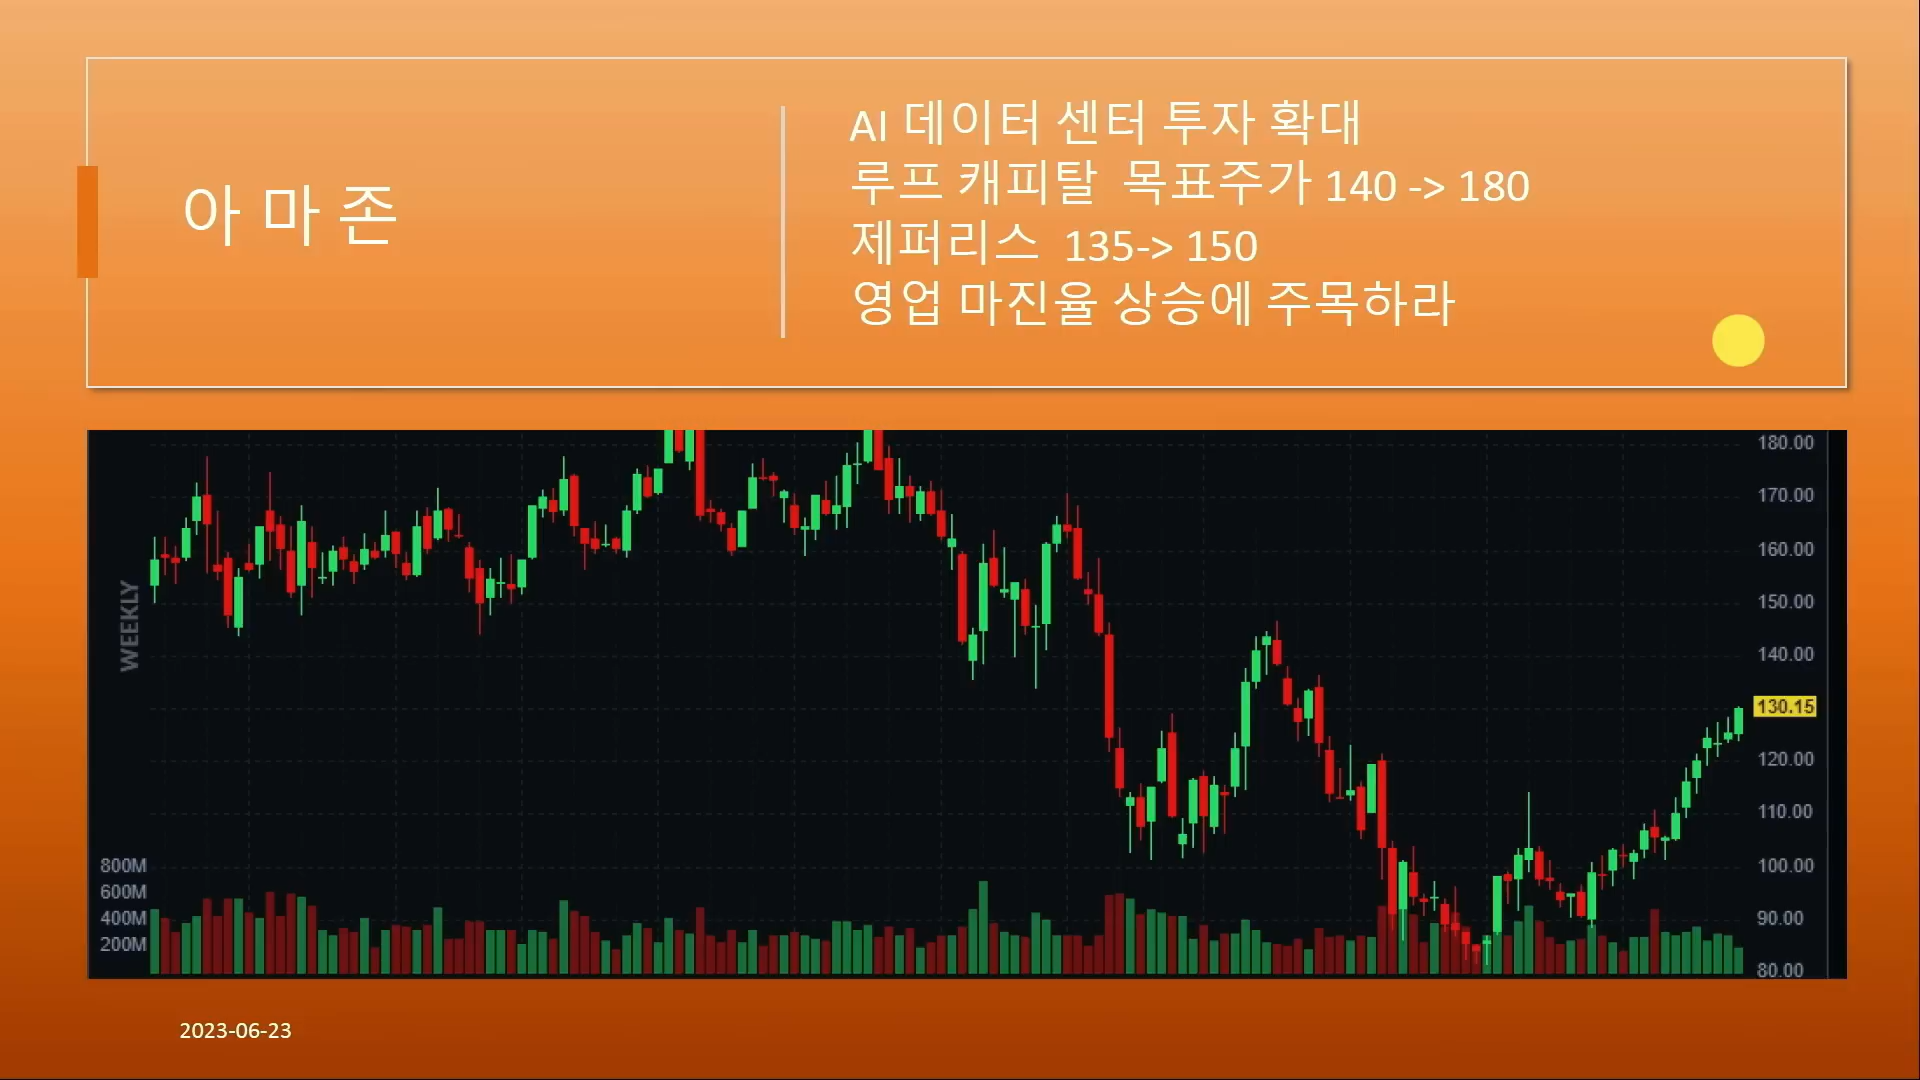 아 마 존
AI 데이터 센터 투자 확대
루프 캐피탈 목표주가 140 -> 180
제퍼리스 135-> 150
영업 마진율 상승에 주목하라
WEEKLY
180.00
170.00
160.00
150.00
140.00
130.15
120.00
110.00
100.00
90.00
80.00
800M
600M
400M
200M
2023-06-23